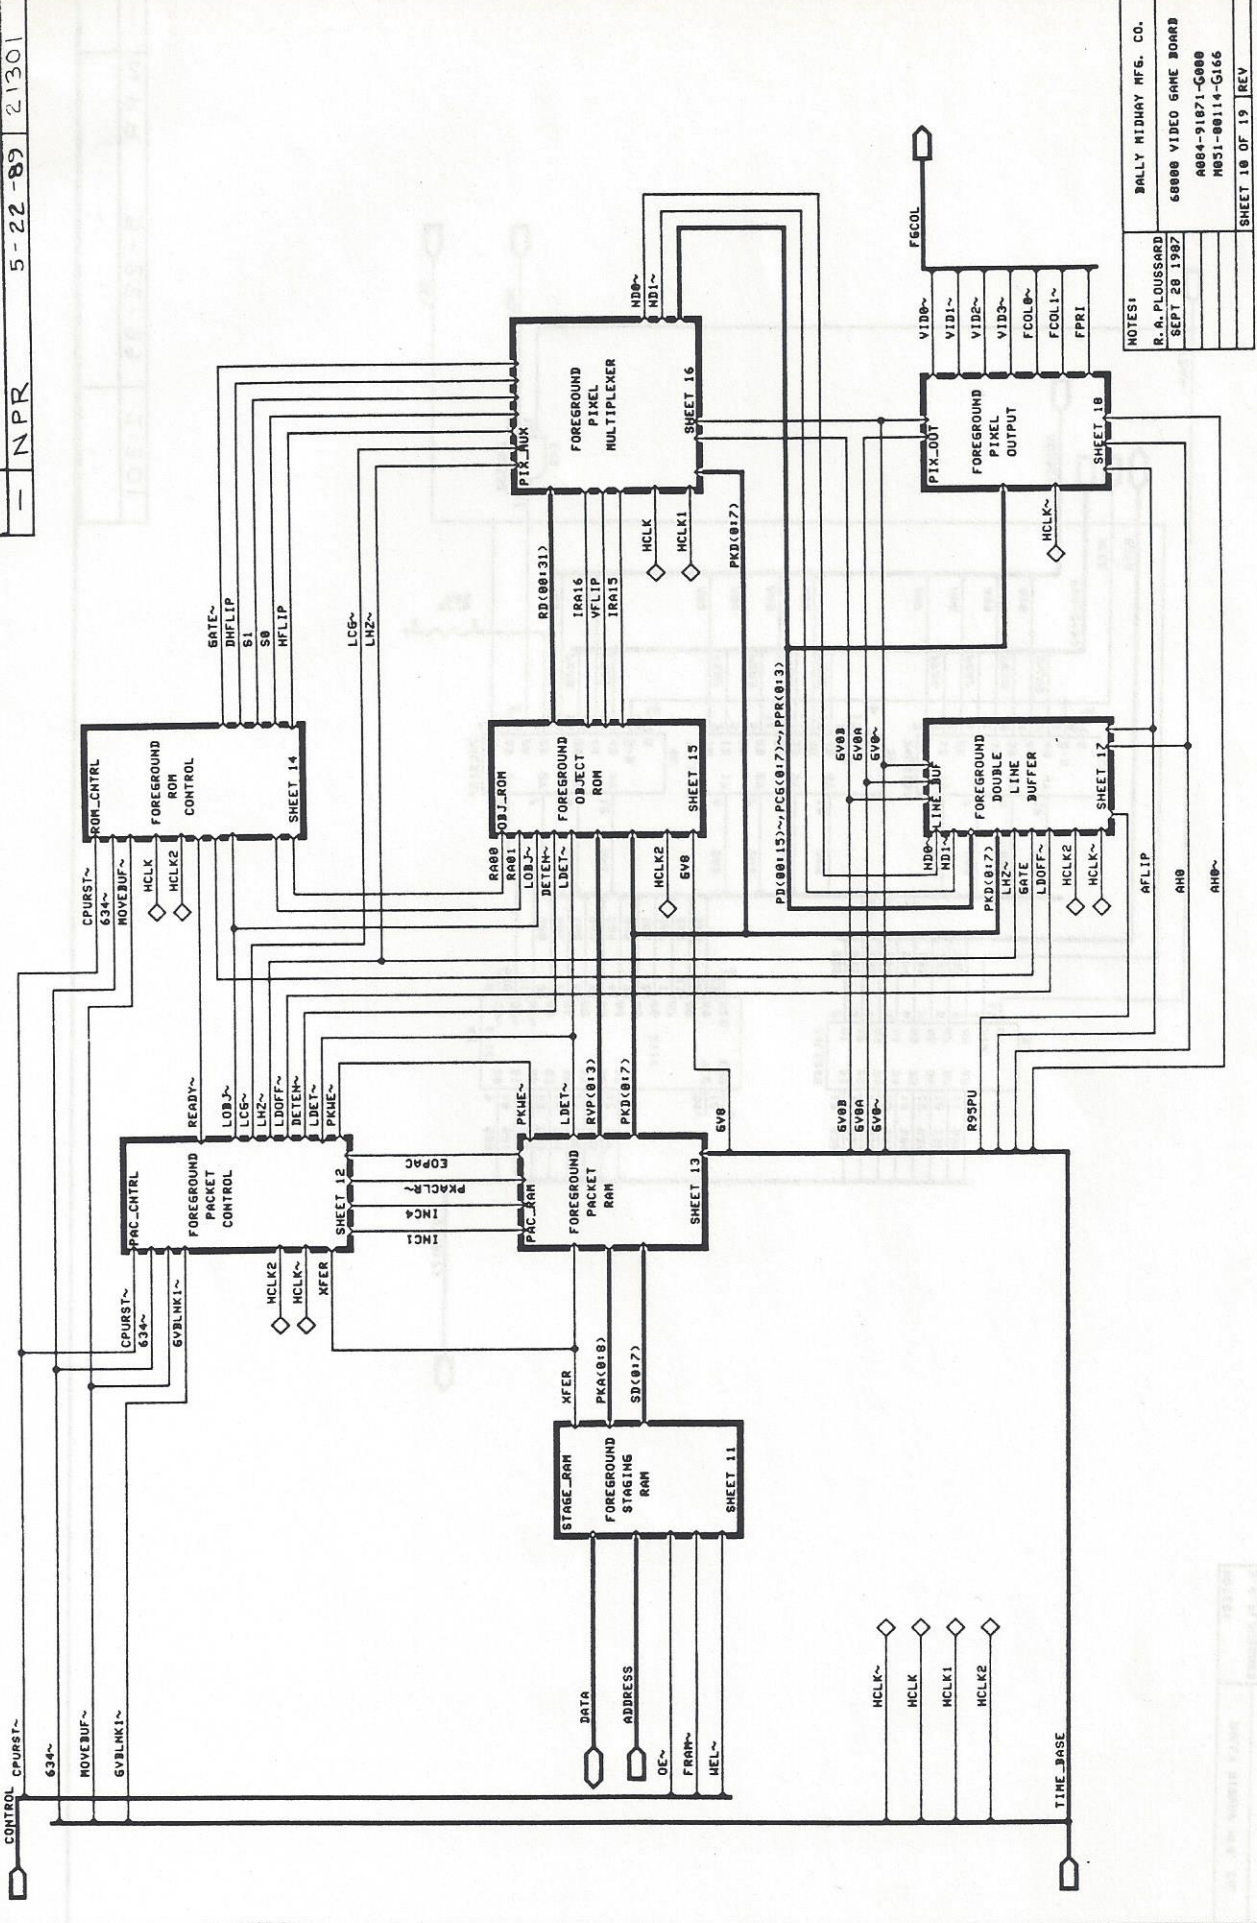 — | NPR | 5-22-89 | 21301
CONTROL
CPURST~
634~
MOVEBUF~
GVBLNK1~
DATA
ADDRESS
OE~
FRAM~
WEL~
HCLK~
HCLK
HCLK1
HCLK2
TIME_BASE
STAGE_RAM
FOREGROUND
STAGING
RAM
SHEET 11
XFER
PKA(0:8)
SD(0:7)
CPURST~
634~
GVBLNK1~
HCLK2
HCLK~
XFER
PAC_CNTRL
FOREGROUND
PACKET
CONTROL
SHEET 12
INC1
INC4
PKACLR~
EOPAC
PAC_RAM
FOREGROUND
PACKET
RAM
SHEET 13
READY~
LOBJ~
LCG~
LHZ~
LDOFF~
DETEN~
LDET~
PKWE~
PKWE~
LDET~
RVP(0:3)
PKD(0:7)
GV8
GV0B
GV0A
GV0~
R95PU
CPURST~
634~
MOVEBUF~
HCLK
HCLK2
ROM_CNTRL
FOREGROUND
ROM
CONTROL
SHEET 14
RA00
RA01
LOBJ~
DETEN~
LDET~
HCLK2
GV8
OBJ_ROM
FOREGROUND
OBJECT
ROM
SHEET 15
GATE~
DHFLIP
S1
S0
HFLIP
LCG~
LHZ~
RD(00:31)
IRA16
VFLIP
IRA15
HCLK
HCLK1
PKD(0:7)
PIX_MUX
FOREGROUND
PIXEL
MULTIPLEXER
SHEET 16
ND0~
ND1~
PD(00:15)~,PCG(0:7)~,PPR(0:3)
GV0B
GV0A
GV0~
ND0~
ND1~
PKD(0:7)
LHZ~
GATE
LDOFF~
HCLK2
HCLK~
LINE_BUF
FOREGROUND
DOUBLE
LINE
BUFFER
SHEET 17
AFLIP
AH0
AH0~
HCLK~
PIX_OUT
FOREGROUND
PIXEL
OUTPUT
SHEET 18
VID0~
VID1~
VID2~
VID3~
FCOL0~
FCOL1~
FPRI
FGCOL
NOTES:
R.A.PLOUSSARD
SEPT 28 1987
BALLY MIDWAY MFG. CO.
68000 VIDEO GAME BOARD
A084-91871-G000
M051-00114-G166
SHEET 10 OF 19 | REV